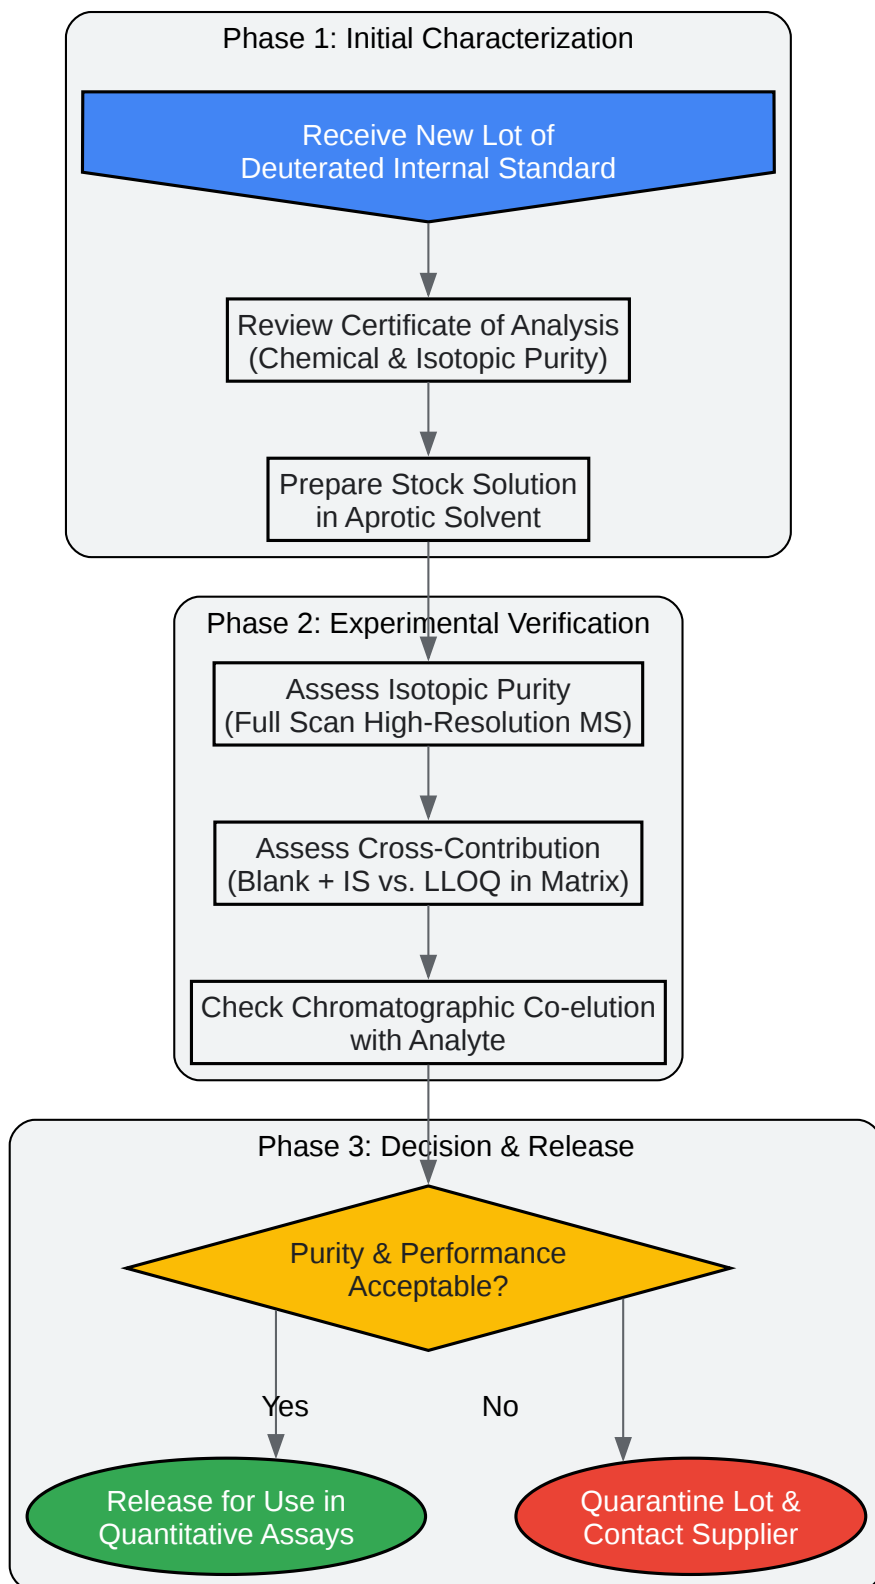 Phase 1: Initial Characterization
Receive New Lot of
Deuterated Internal Standard
Review Certificate of Analysis
(Chemical & Isotopic Purity)
Prepare Stock Solution
in Aprotic Solvent
Phase 2: Experimental Verification
Assess Isotopic Purity
(Full Scan High-Resolution MS)
Assess Cross-Contribution
(Blank + IS vs. LLOQ in Matrix)
Check Chromatographic Co-elution
with Analyte
Phase 3: Decision & Release
Purity & Performance
Acceptable?
Yes
No
Release for Use in
Quantitative Assays
Quarantine Lot &
Contact Supplier